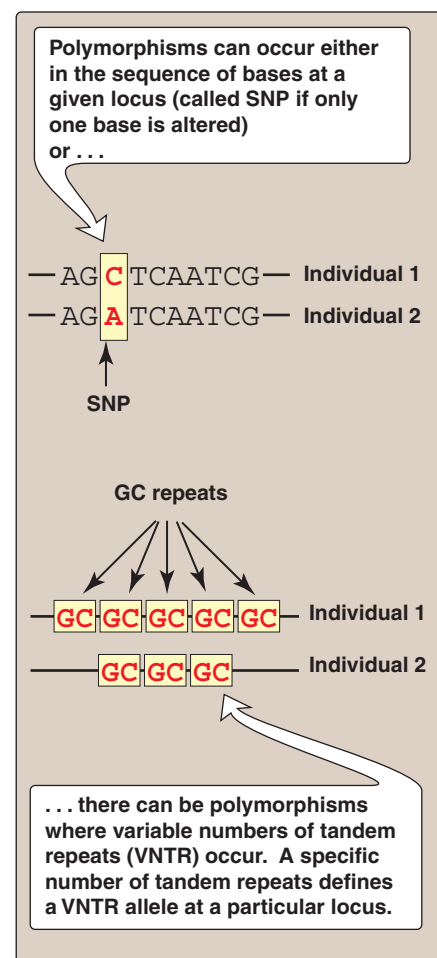 Polymorphisms can occur either
in the sequence of bases at a
given locus (called SNP if only
one base is altered)
or . . .
AGCTCAATCG Individual 1
AGATCAATCG Individual 2
SNP
GC repeats
GC GC GC GC GC Individual 1
GC GC GC Individual 2
. . . there can be polymorphisms
where variable numbers of tandem
repeats (VNTR) occur. A specific
number of tandem repeats defines
a VNTR allele at a particular locus.